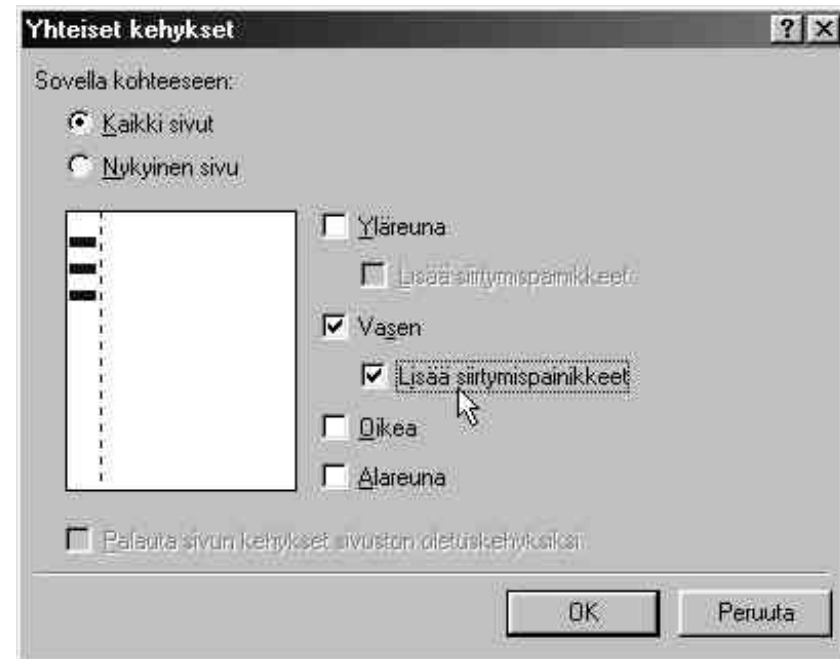 Yhteiset kehykset
Sovella kohteeseen:
Kaikki sivut
Nykyinen sivu
Yläreuna
Lisää siirtymispainikkeet
Vasen
Lisää siirtymispainikkeet
Oikea
Alareuna
Palauta sivun kehykset sivuston oletuskehyksiksi
OK Peruuta